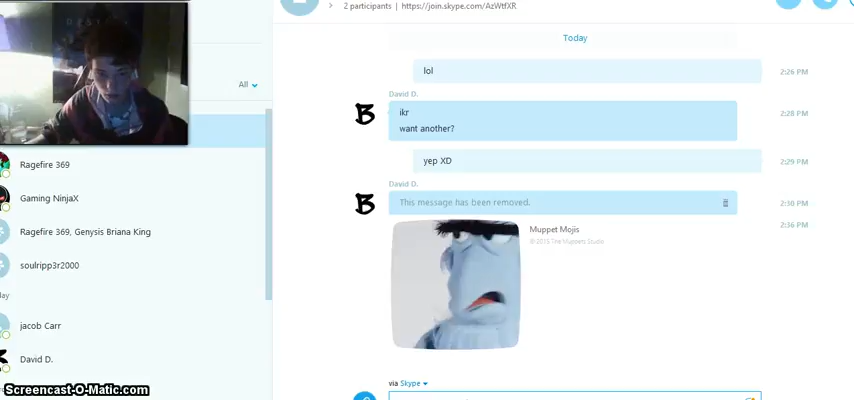 2 participants | https://join.skype.com/AzWtfXR
Today
lol
2:26 PM
David D.
ikr
2:28 PM
want another?
yep XD
2:29 PM
David D.
This message has been removed.
2:30 PM
2:36 PM
Muppet Mojis
© 2015 The Muppets Studio
via Skype
All
Ragefire 369
Gaming NinjaX
Ragefire 369, Genysis Briana King
soulripp3r2000
jacob Carr
David D.
Screencast-O-Matic.com